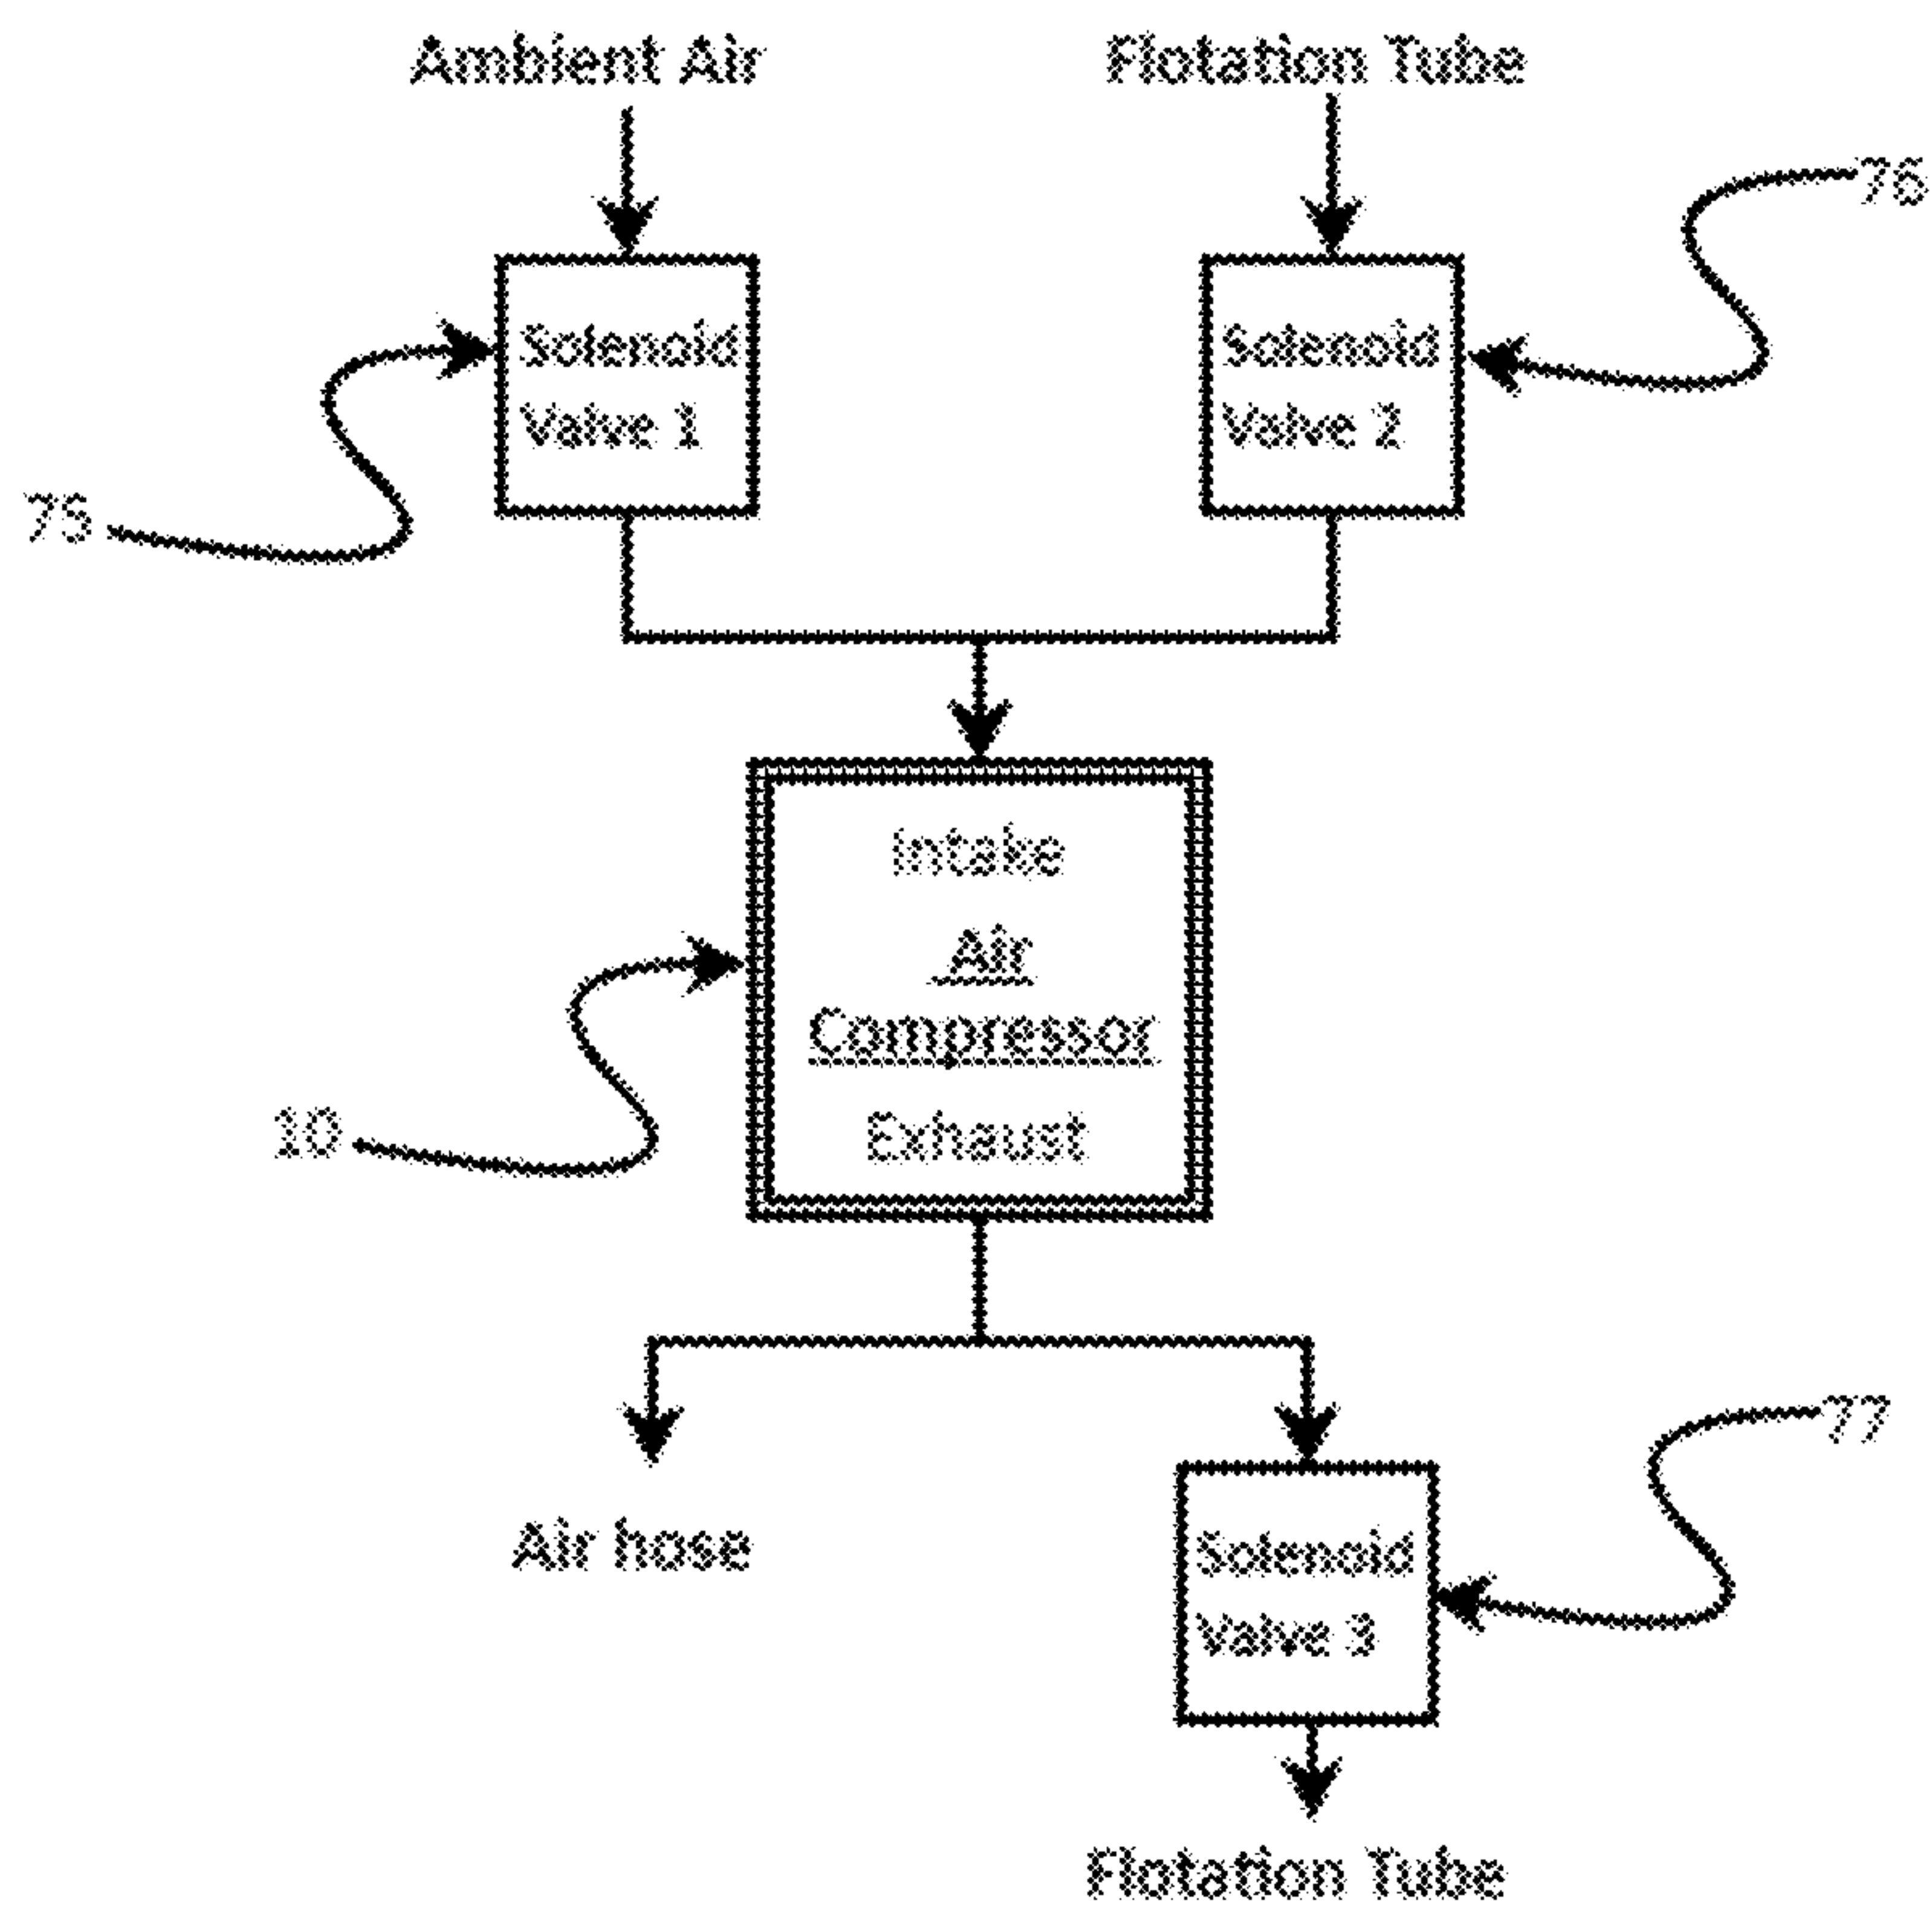 Ambient Air
Flotation Tube
76
Solenoid
Valve 1
Solenoid
Valve 2
75
Intake
Air
Compressor
Exhaust
10
77
Air hose
Solenoid
Valve 3
Flotation Tube